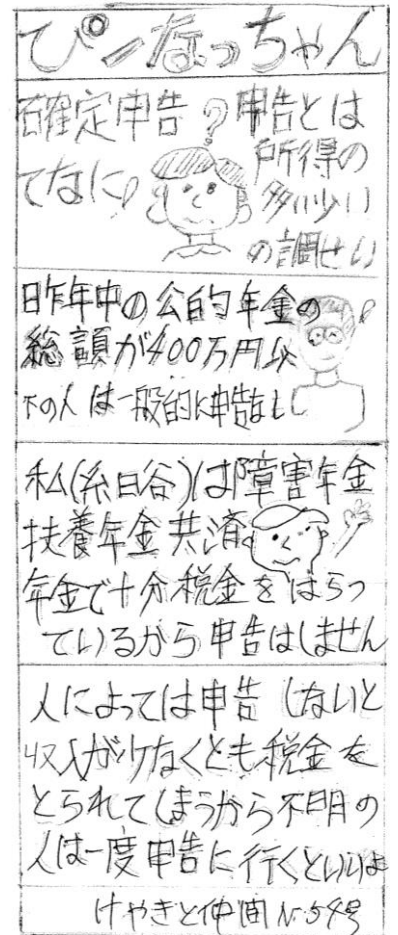 ぴーなっちゃん
確定申告?
てなに?
申告とは
所得の
多い少い
の調せい
昨年中の公的年金の
総額が400万円以
下の人は一般的に申告なし
私(糸日谷)は障害年金
扶養年金共済
年金で十分税金をはらっ
ているから申告はしません
人によっては申告しないと
収入が少なくとも税金を
とられてしまうから不明の
人は一度申告に行くといいよ
けやきと仲間 N-54号